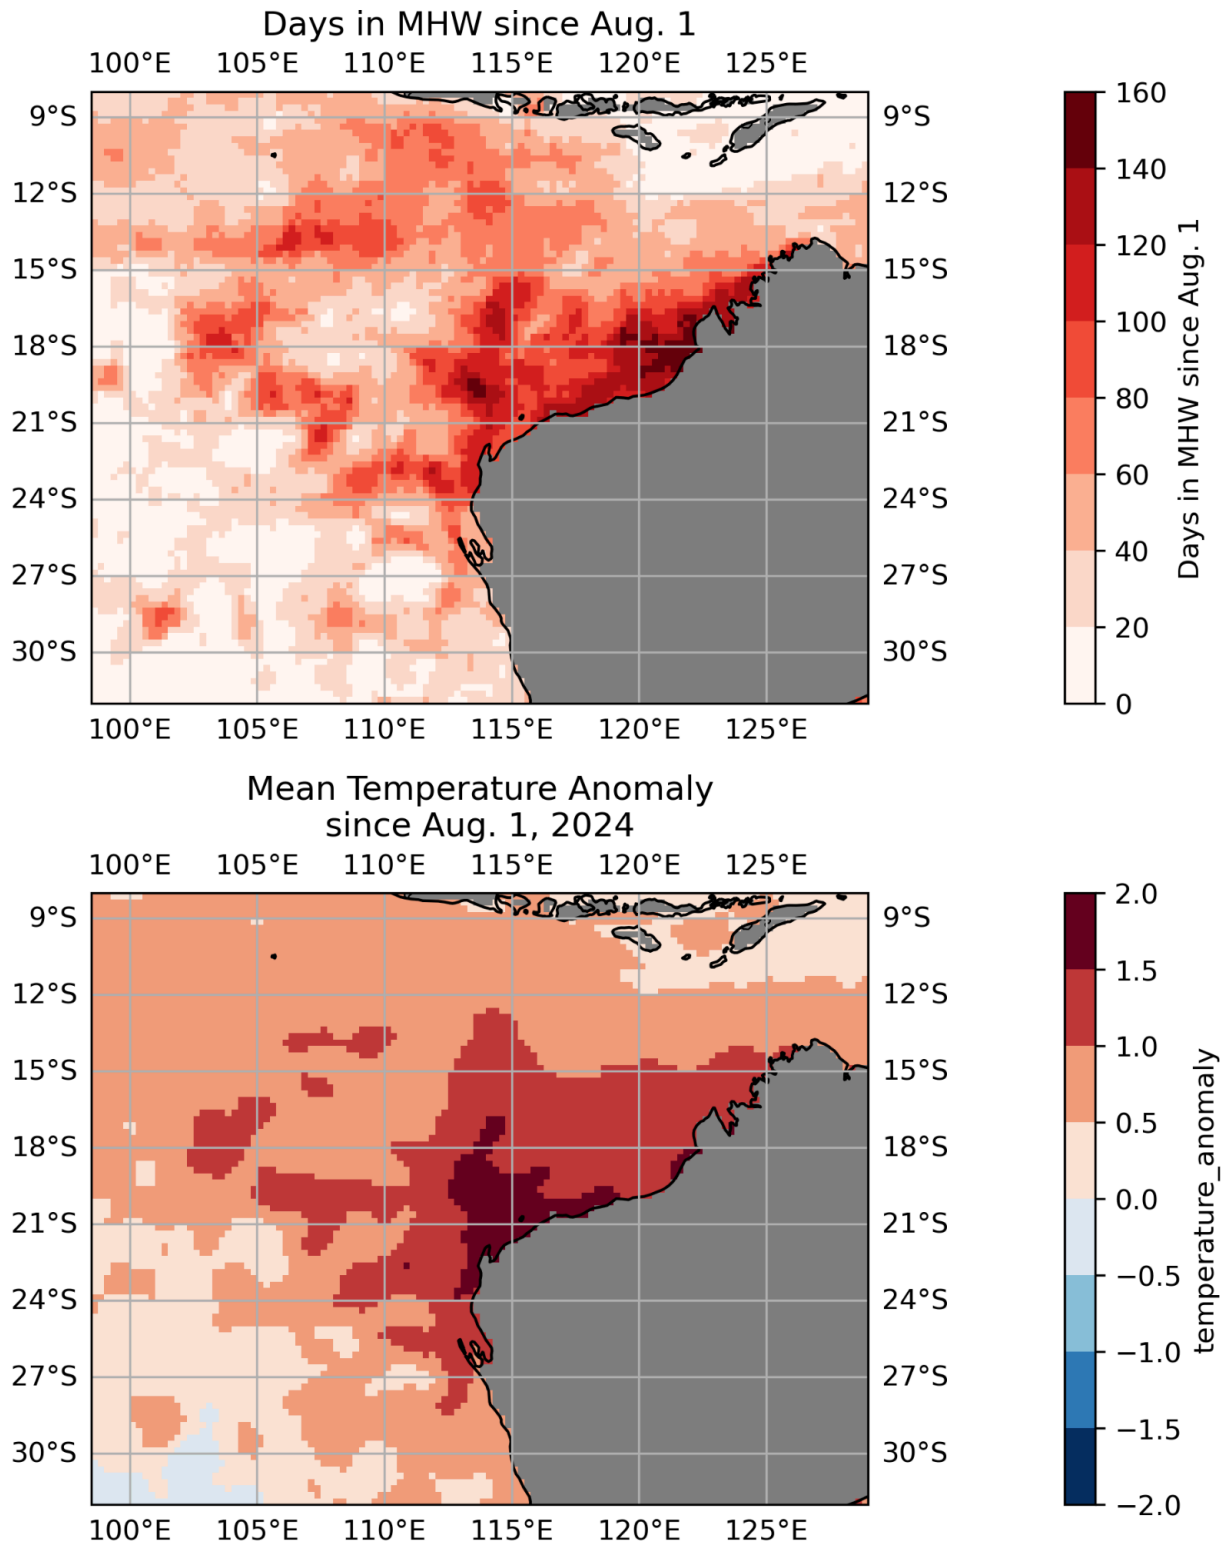 Days in MHW since Aug. 1
100°E 105°E 110°E 115°E 120°E 125°E
9°S 9°S
12°S 12°S
15°S 15°S
18°S 18°S
21°S 21°S
24°S 24°S
27°S 27°S
30°S 30°S
100°E 105°E 110°E 115°E 120°E 125°E
160
140
120
100
80
60
40
20
0
Days in MHW since Aug. 1
Mean Temperature Anomaly
since Aug. 1, 2024
100°E 105°E 110°E 115°E 120°E 125°E
9°S 9°S
12°S 12°S
15°S 15°S
18°S 18°S
21°S 21°S
24°S 24°S
27°S 27°S
30°S 30°S
100°E 105°E 110°E 115°E 120°E 125°E
2.0
1.5
1.0
0.5
0.0
−0.5
−1.0
−1.5
−2.0
temperature_anomaly